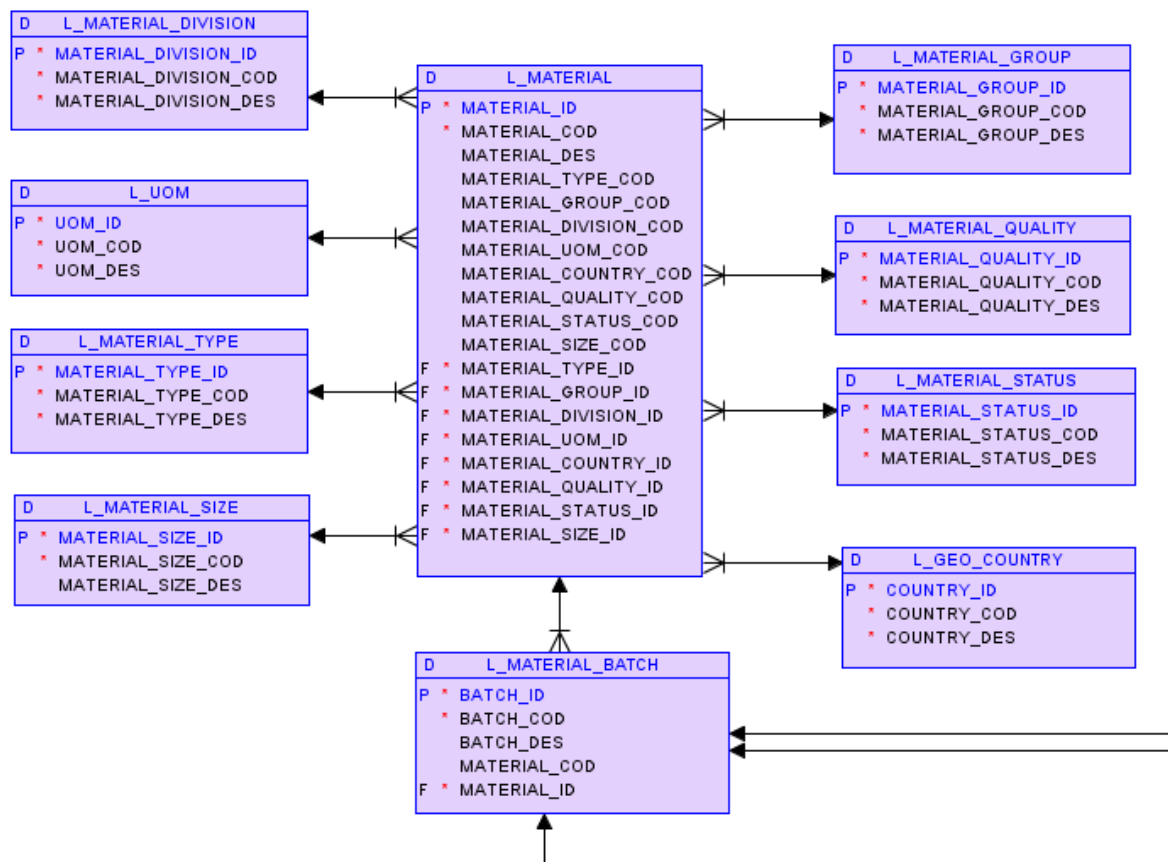 D L_MATERIAL_DIVISION
P * MATERIAL_DIVISION_ID
* MATERIAL_DIVISION_COD
* MATERIAL_DIVISION_DES
D L_UOM
P * UOM_ID
* UOM_COD
* UOM_DES
D L_MATERIAL_TYPE
P * MATERIAL_TYPE_ID
* MATERIAL_TYPE_COD
* MATERIAL_TYPE_DES
D L_MATERIAL_SIZE
P * MATERIAL_SIZE_ID
* MATERIAL_SIZE_COD
MATERIAL_SIZE_DES
D L_MATERIAL
P * MATERIAL_ID
* MATERIAL_COD
MATERIAL_DES
MATERIAL_TYPE_COD
MATERIAL_GROUP_COD
MATERIAL_DIVISION_COD
MATERIAL_UOM_COD
MATERIAL_COUNTRY_COD
MATERIAL_QUALITY_COD
MATERIAL_STATUS_COD
MATERIAL_SIZE_COD
F * MATERIAL_TYPE_ID
F * MATERIAL_GROUP_ID
F * MATERIAL_DIVISION_ID
F * MATERIAL_UOM_ID
F * MATERIAL_COUNTRY_ID
F * MATERIAL_QUALITY_ID
F * MATERIAL_STATUS_ID
F * MATERIAL_SIZE_ID
D L_MATERIAL_BATCH
P * BATCH_ID
* BATCH_COD
BATCH_DES
MATERIAL_COD
F * MATERIAL_ID
D L_MATERIAL_GROUP
P * MATERIAL_GROUP_ID
* MATERIAL_GROUP_COD
* MATERIAL_GROUP_DES
D L_MATERIAL_QUALITY
P * MATERIAL_QUALITY_ID
* MATERIAL_QUALITY_COD
* MATERIAL_QUALITY_DES
D L_MATERIAL_STATUS
P * MATERIAL_STATUS_ID
* MATERIAL_STATUS_COD
* MATERIAL_STATUS_DES
D L_GEO_COUNTRY
P * COUNTRY_ID
* COUNTRY_COD
* COUNTRY_DES